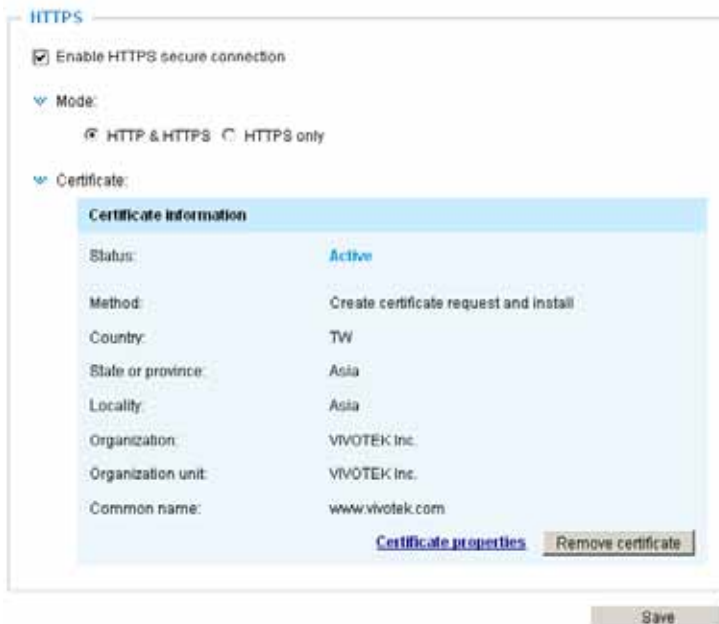 HTTPS
Enable HTTPS secure connection
Mode:
HTTP & HTTPS HTTPS only
Certificate:
Certificate information
Status: Active
Method: Create certificate request and install
Country: TW
State or province: Asia
Locality: Asia
Organization: VIVOTEK Inc.
Organization unit: VIVOTEK Inc.
Common name: www.vivotek.com
Certificate properties Remove certificate
Save